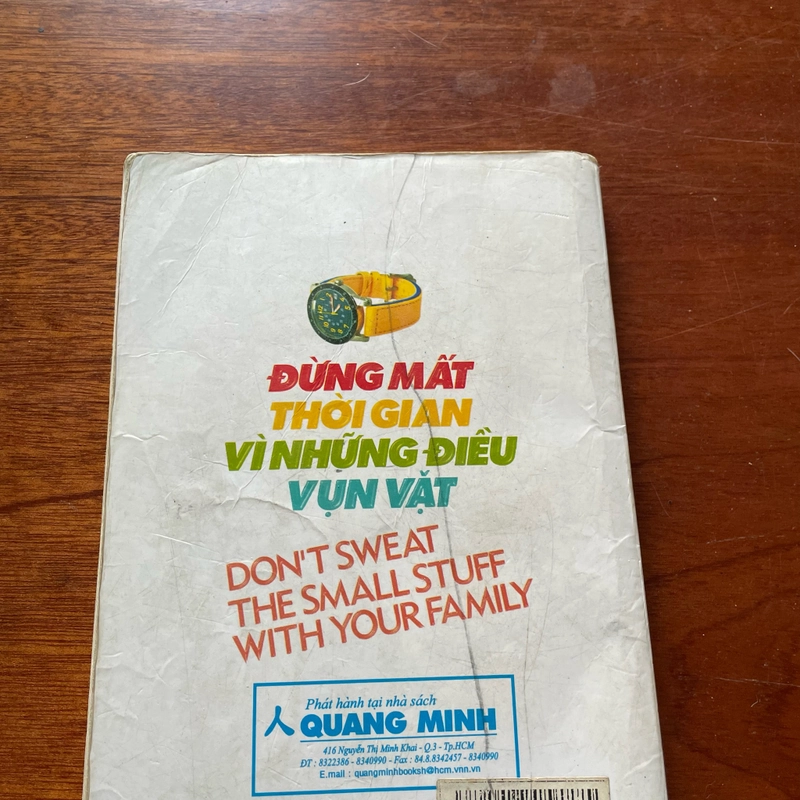 ĐỪNG MẤT
THỜI GIAN
VÌ NHỮNG ĐIỀU
VỤN VẶT
DON'T SWEAT
THE SMALL STUFF
WITH YOUR FAMILY
Phát hành tại nhà sách
QUANG MINH
416 Nguyễn Thị Minh Khai - Q.3 - Tp.HCM
ĐT : 8322386 - 8340990 - Fax : 84.8.8342457 - 8340990
E.mail : quangminhbooksh@hcm.vnn.vn